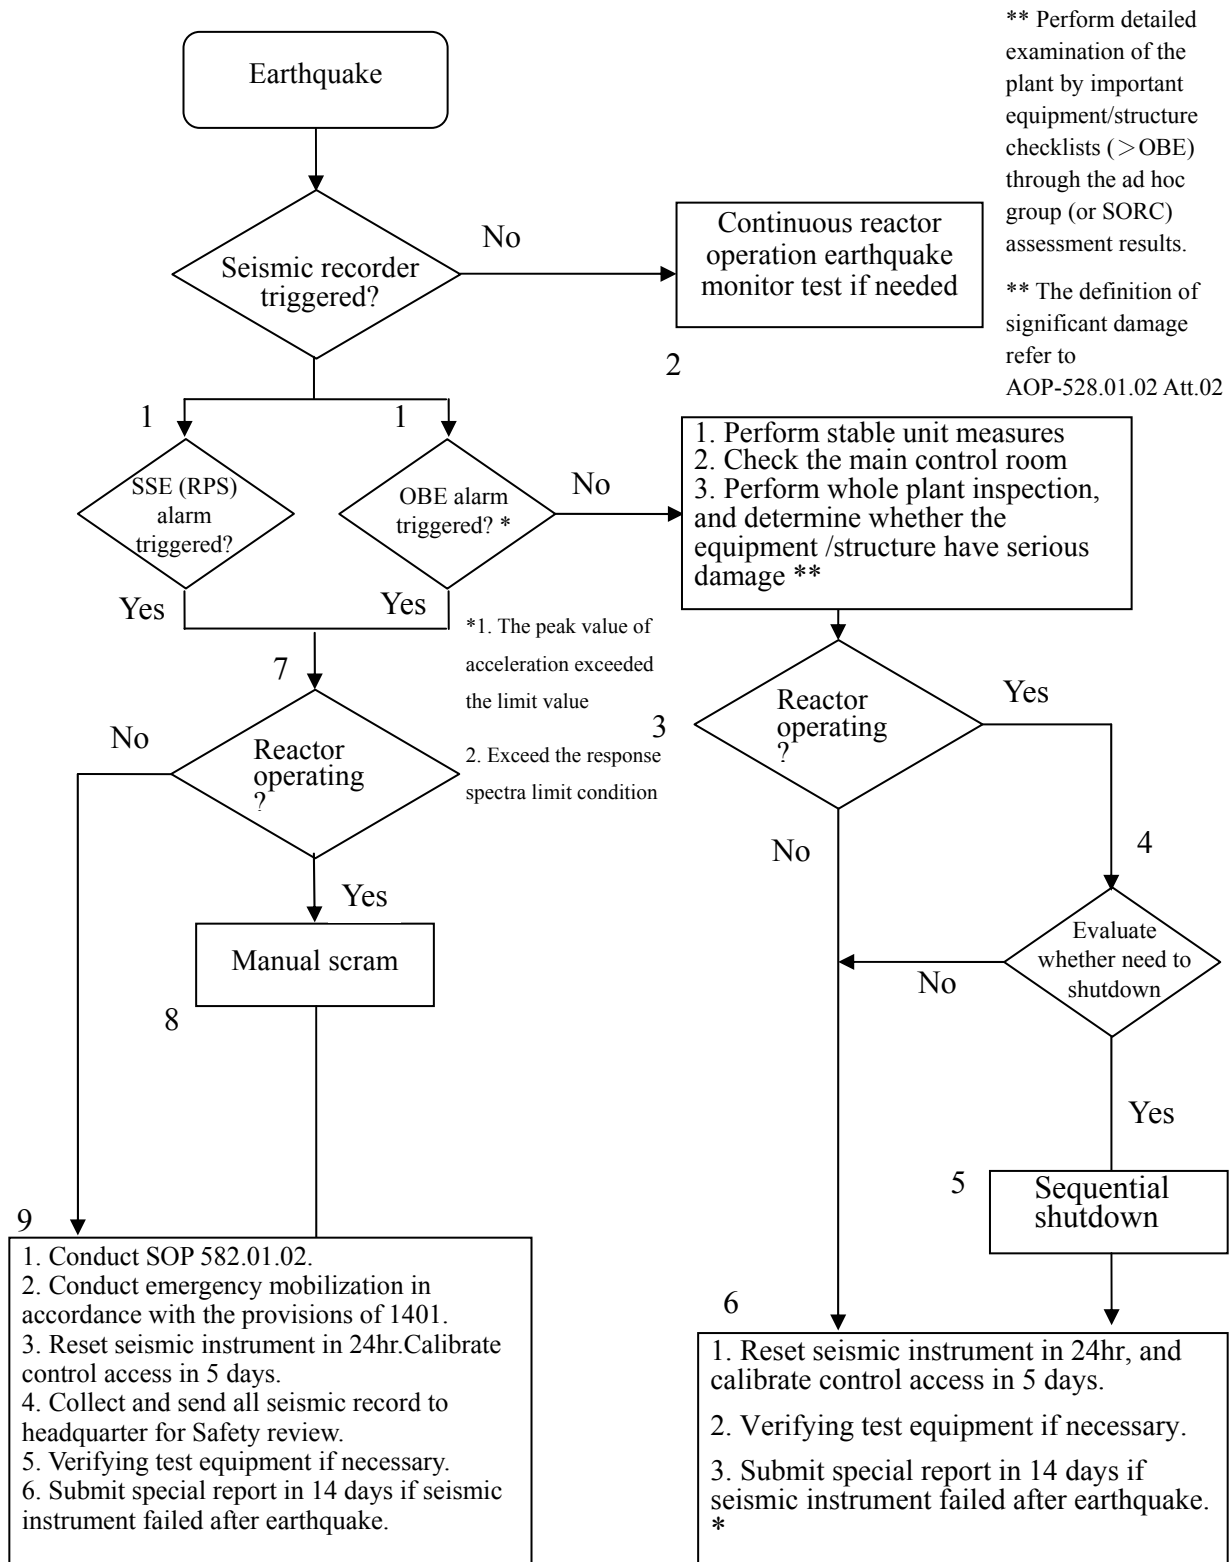 Earthquake
** Perform detailed
examination of the
plant by important
equipment/structure
checklists (＞OBE)
through the ad hoc
group (or SORC)
assessment results.
** The definition of
significant damage
refer to
AOP-528.01.02 Att.02
Seismic recorder
triggered?
No
Continuous reactor
operation earthquake
monitor test if needed
2
1
1
SSE (RPS)
alarm
triggered?
OBE alarm
triggered? *
No
1. Perform stable unit measures
2. Check the main control room
3. Perform whole plant inspection,
and determine whether the
equipment /structure have serious
damage **
Yes
Yes
*1. The peak value of
acceleration exceeded
the limit value
2. Exceed the response
spectra limit condition
7
No
Reactor
operating
?
3
Reactor
operating
?
Yes
No
4
Yes
Manual scram
8
Evaluate
whether need to
shutdown
No
Yes
5
Sequential
shutdown
9
1. Conduct SOP 582.01.02.
2. Conduct emergency mobilization in
accordance with the provisions of 1401.
3. Reset seismic instrument in 24hr.Calibrate
control access in 5 days.
4. Collect and send all seismic record to
headquarter for Safety review.
5. Verifying test equipment if necessary.
6. Submit special report in 14 days if seismic
instrument failed after earthquake.
6
1. Reset seismic instrument in 24hr, and
calibrate control access in 5 days.
2. Verifying test equipment if necessary.
3. Submit special report in 14 days if
seismic instrument failed after earthquake.
*